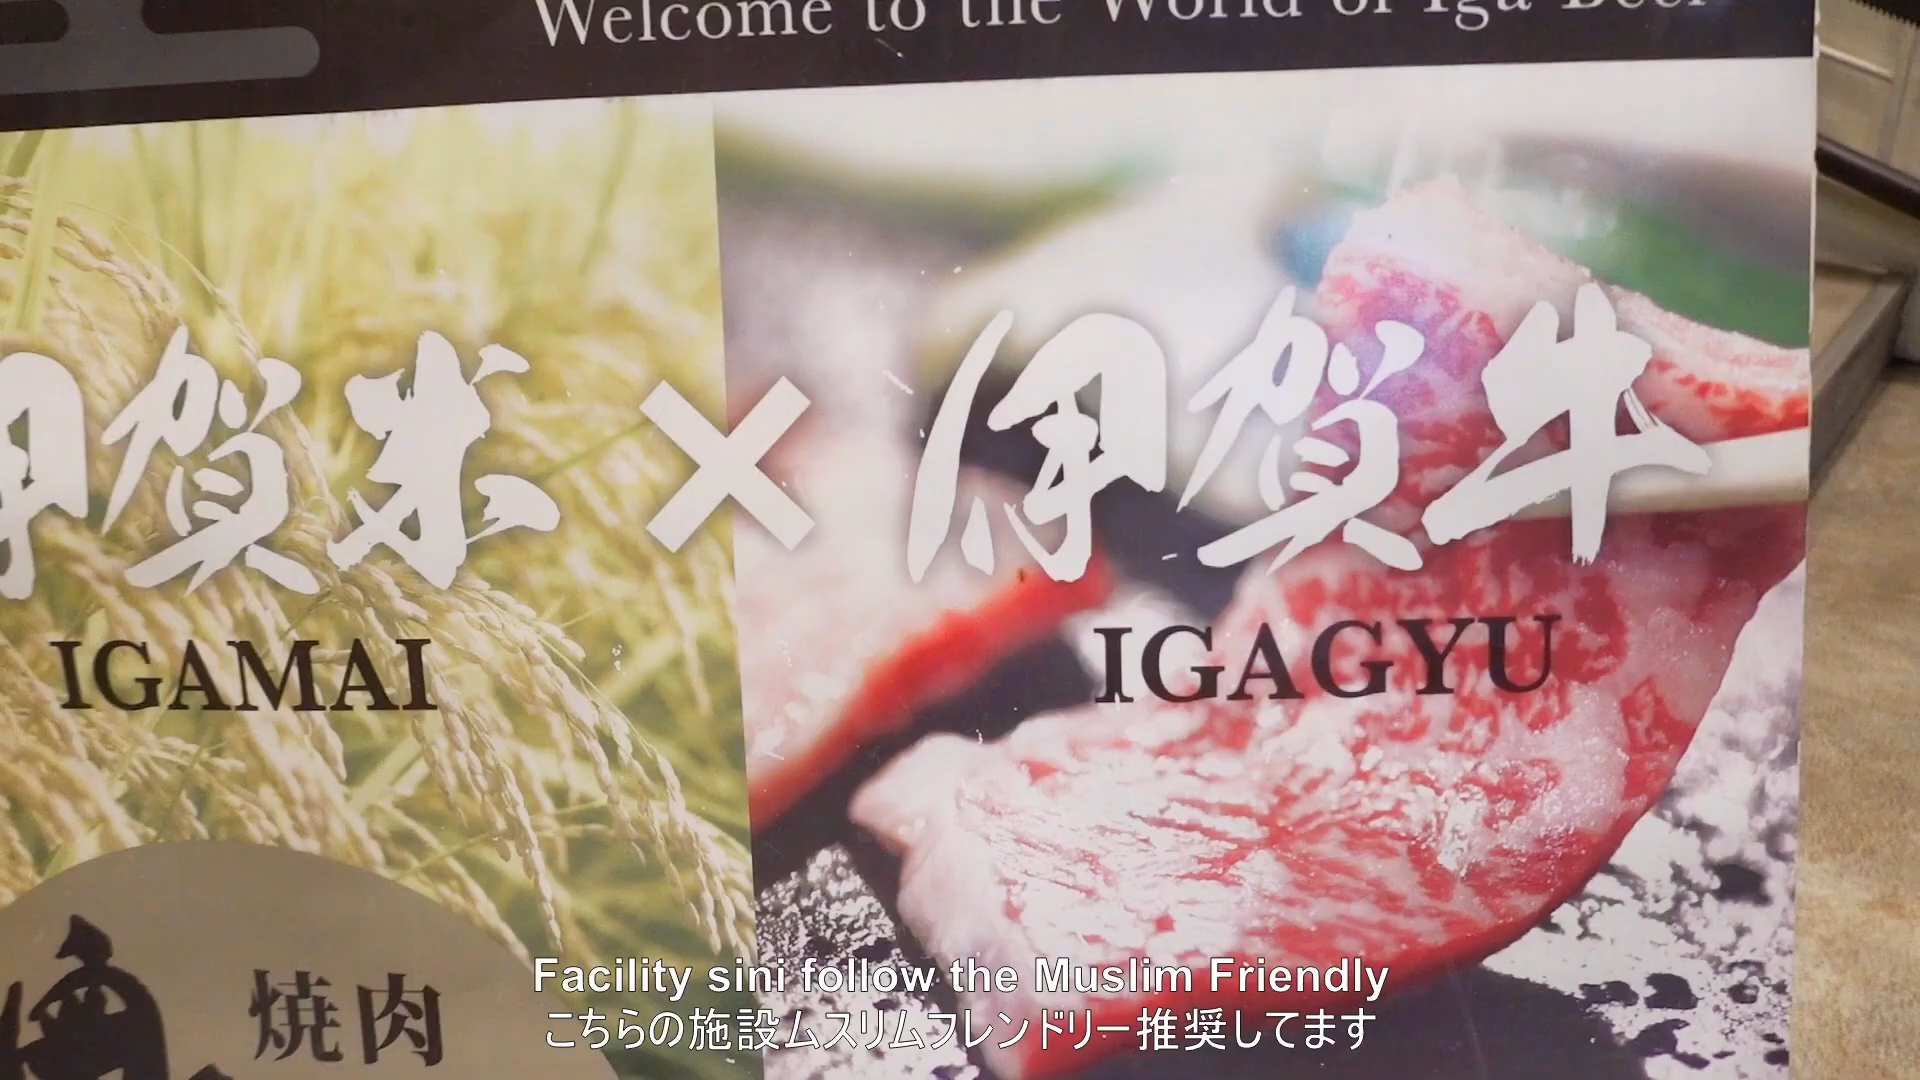 Welcome to the World of Iga Beef
伊賀米 × 伊賀牛
IGAMAI IGAGYU
焼肉
Facility sini follow the Muslim Friendly
こちらの施設ムスリムフレンドリー推奨してます